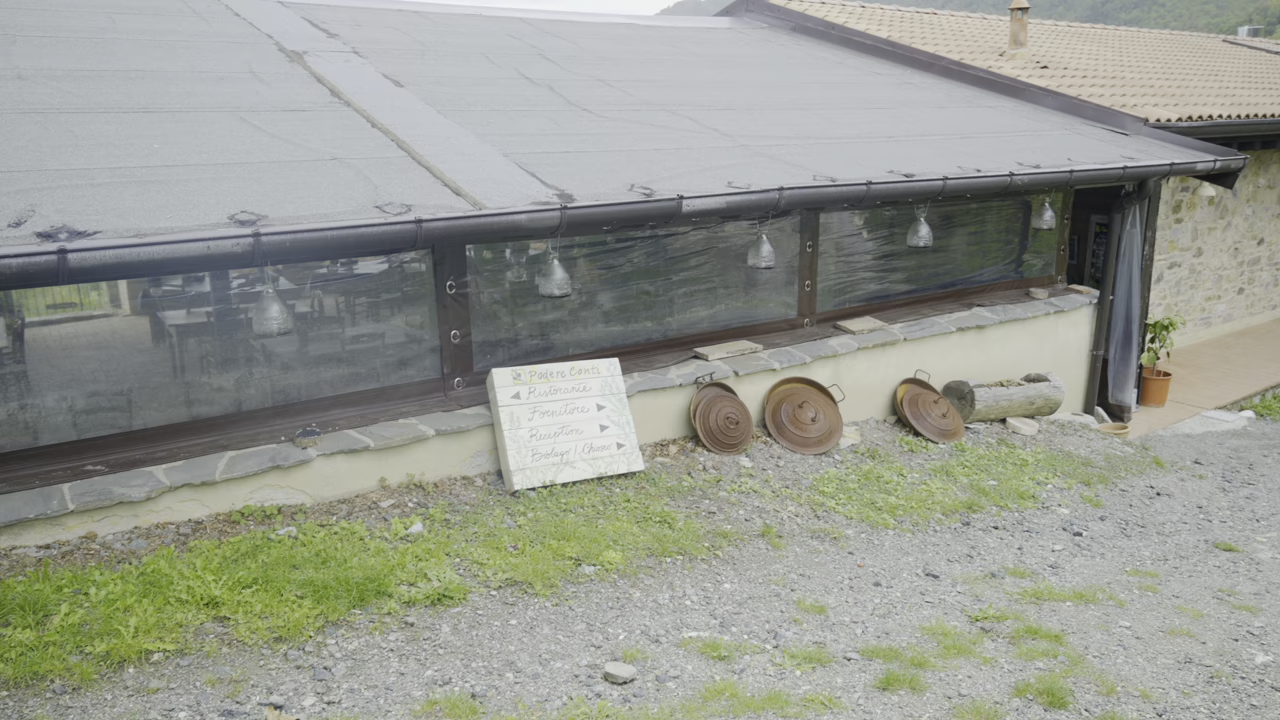 Podere Conti
◀ Ristorante
Fornitore ▶
Reception ▶
▶